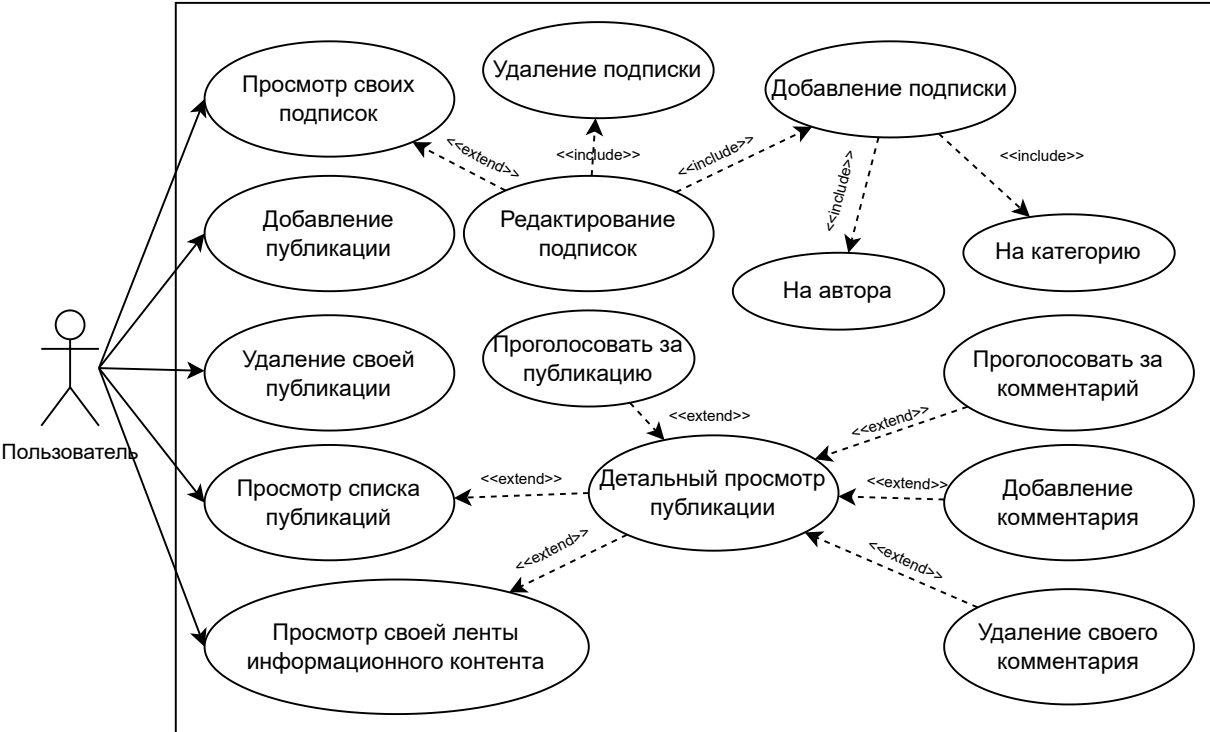 Просмотр своих
подписок
Удаление подписки
Добавление подписки
<<extend>>
<<include>>
<<include>>
<<include>>
<<include>>
Добавление
публикации
Редактирование
подписок
На автора
На категорию
Пользователь
Удаление своей
публикации
Проголосовать за
публикацию
Проголосовать за
комментарий
<<extend>>
<<extend>>
Просмотр списка
публикаций
<<extend>>
Детальный просмотр
публикации
<<extend>>
Добавление
комментария
<<extend>>
<<extend>>
Просмотр своей ленты
информационного контента
Удаление своего
комментария